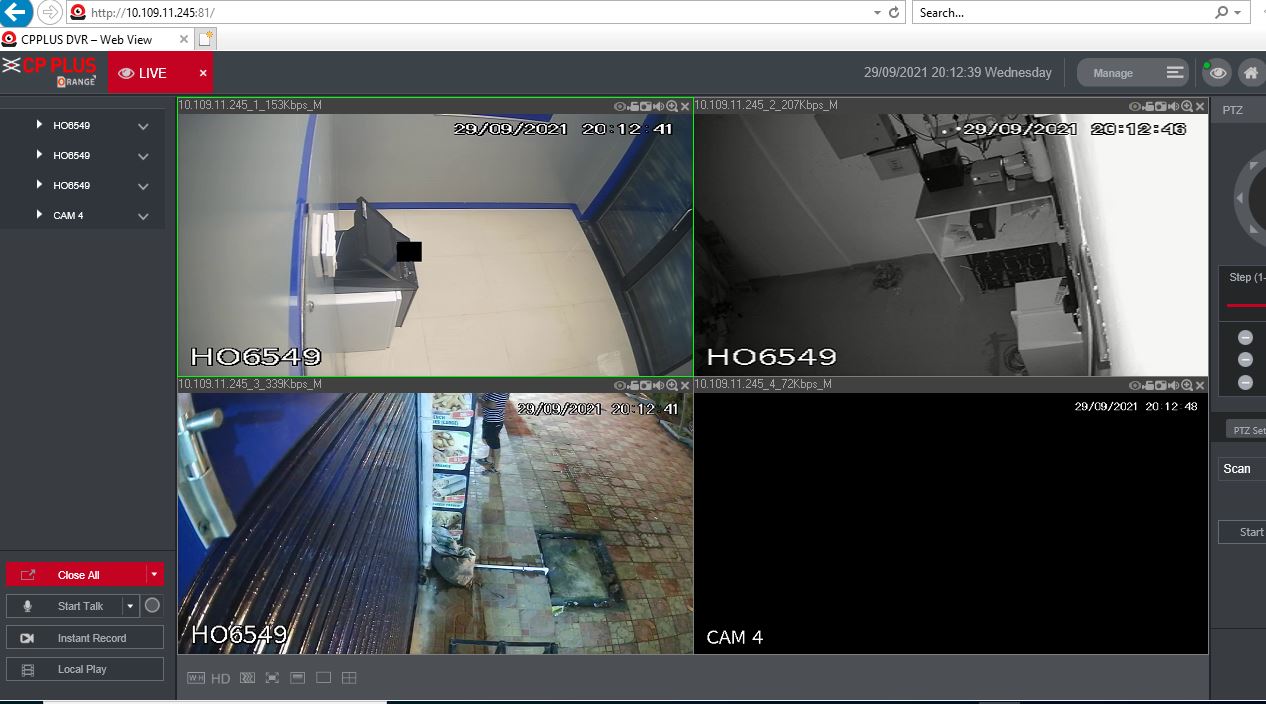 http://10.109.11.245:81/
Search...
CPPLUS DVR – Web View
CP PLUS
ORANGE
LIVE
29/09/2021 20:12:39 Wednesday
Manage
HO6549
HO6549
HO6549
CAM 4
10.109.11.245_1_153Kbps_M
29/09/2021 20:12:41
HO6549
10.109.11.245_2_207Kbps_M
29/09/2021 20:12:46
HO6549
10.109.11.245_3_339Kbps_M
29/09/2021 20:12:41
HO6549
10.109.11.245_4_72Kbps_M
29/09/2021 20:12:48
CAM 4
PTZ
Step (1-
PTZ Set
Scan
Start
Close All
Start Talk
Instant Record
Local Play
W:H
HD